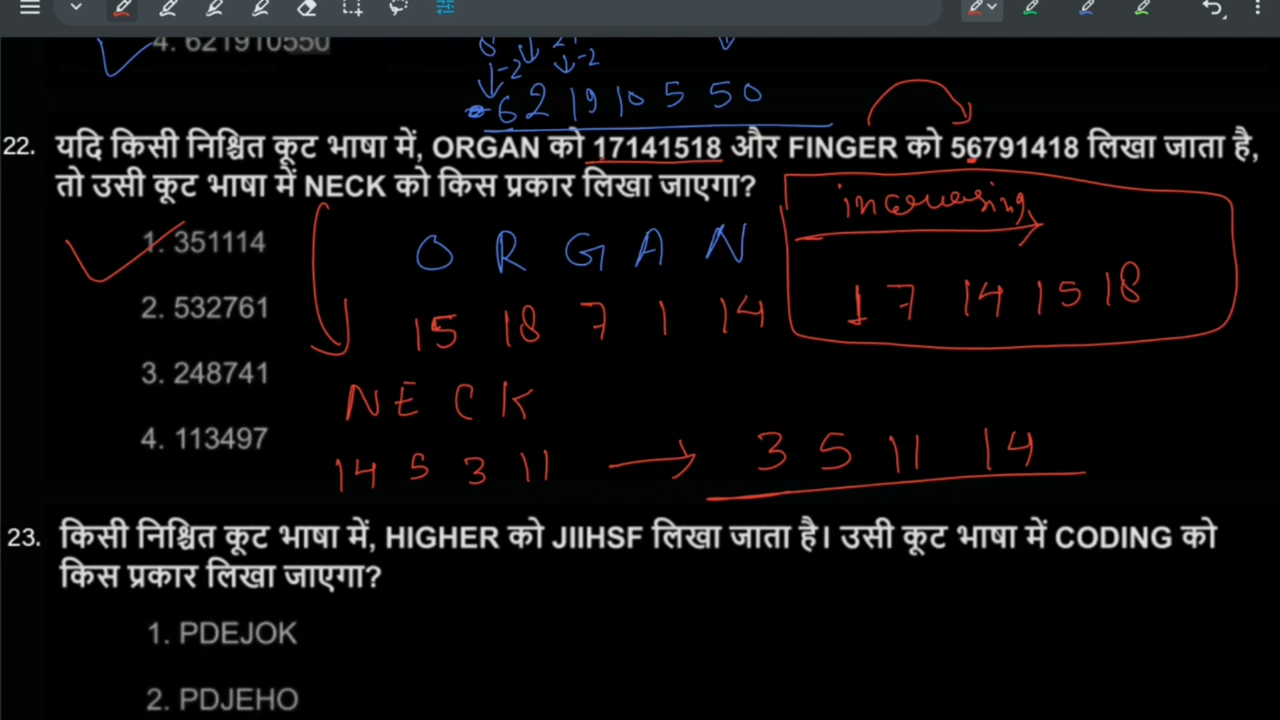 4. 621910550
-2 -2
62 19 10 5 50
22. यदि किसी निश्चित कूट भाषा में, ORGAN को 17141518 और FINGER को 56791418 लिखा जाता है,
तो उसी कूट भाषा में NECK को किस प्रकार लिखा जाएगा?
increasing
1. 351114
O R G A N
1 7 14 15 18
2. 532761
15 18 7 1 14
3. 248741
N E C K
4. 113497
14 5 3 11 → 3 5 11 14
23. किसी निश्चित कूट भाषा में, HIGHER को JIIHSF लिखा जाता है। उसी कूट भाषा में CODING को
किस प्रकार लिखा जाएगा?
1. PDEJOK
2. PDJEHO